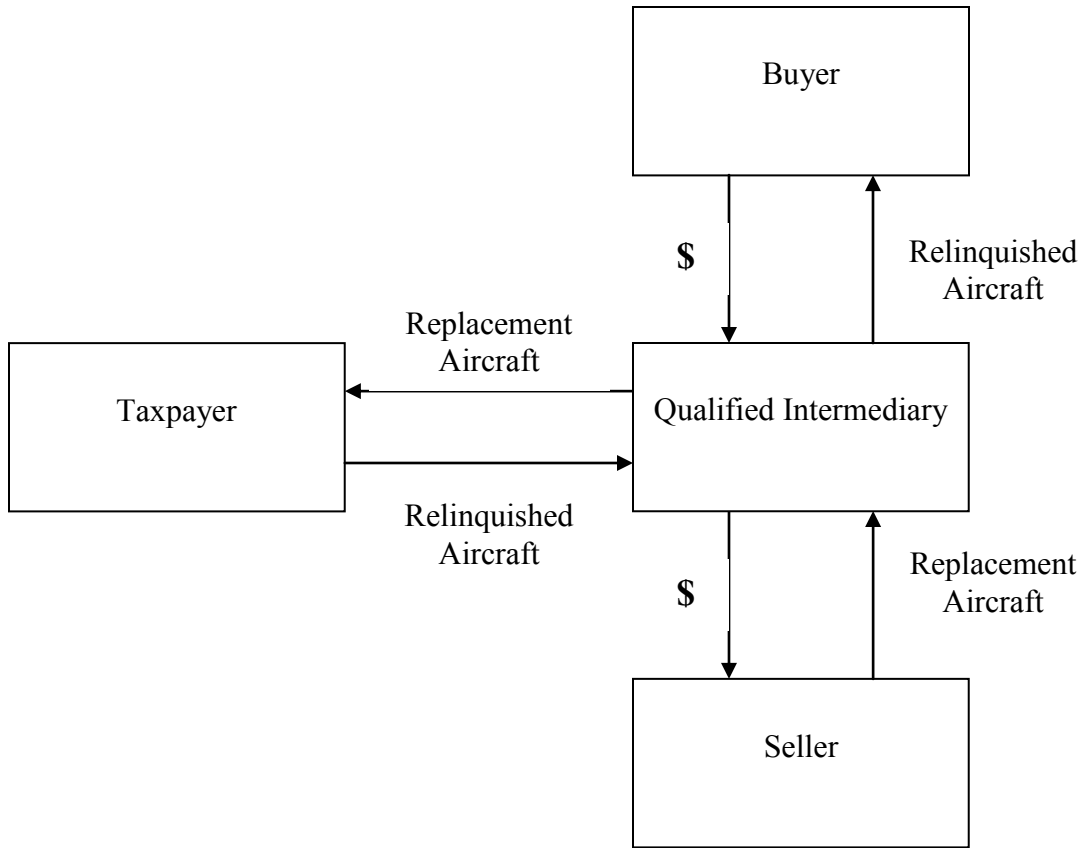 Buyer
$
Relinquished
Aircraft
Replacement
Aircraft
Taxpayer
Qualified Intermediary
Relinquished
Aircraft
$
Replacement
Aircraft
Seller